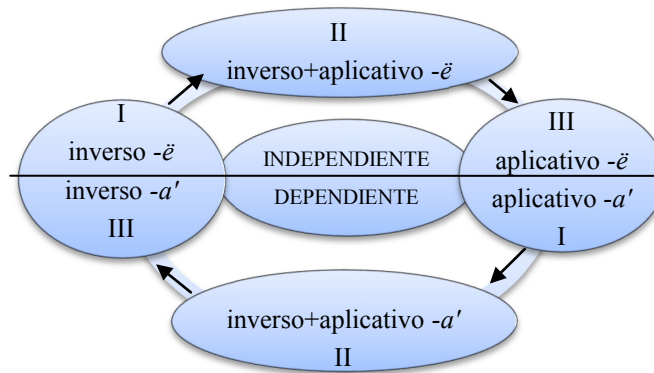 II
inverso+aplicativo -ë
I
inverso -ë
inverso -a'
III
INDEPENDIENTE
DEPENDIENTE
III
aplicativo -ë
aplicativo -a'
I
inverso+aplicativo -a'
II